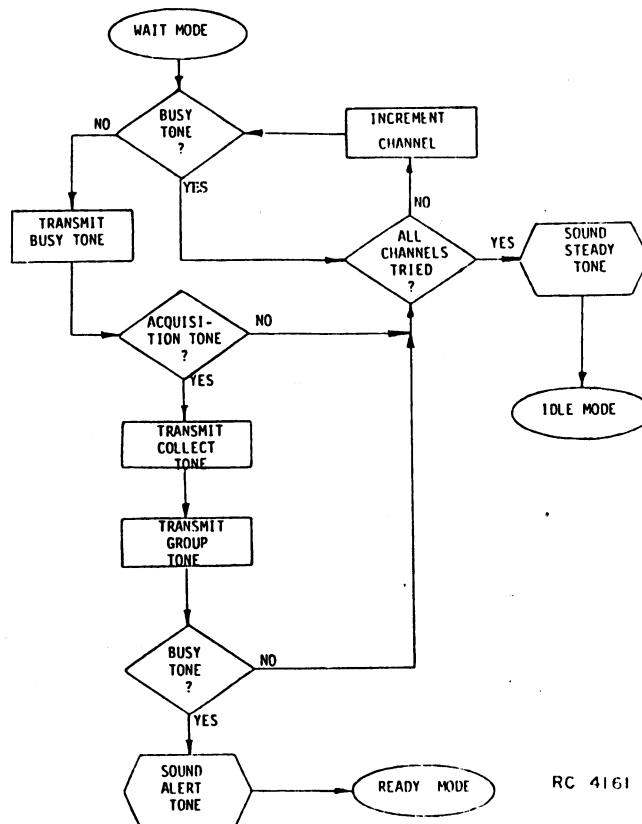 WAIT MODE
BUSY
TONE
?
NO
YES
INCREMENT
CHANNEL
NO
TRANSMIT
BUSY TONE
ALL
CHANNELS
TRIED
?
YES
SOUND
STEADY
TONE
ACQUISI-
TION TONE
?
NO
YES
IDLE MODE
TRANSMIT
COLLECT
TONE
TRANSMIT
GROUP
TONE
BUSY
TONE
?
NO
YES
SOUND
ALERT
TONE
READY MODE
RC 4161